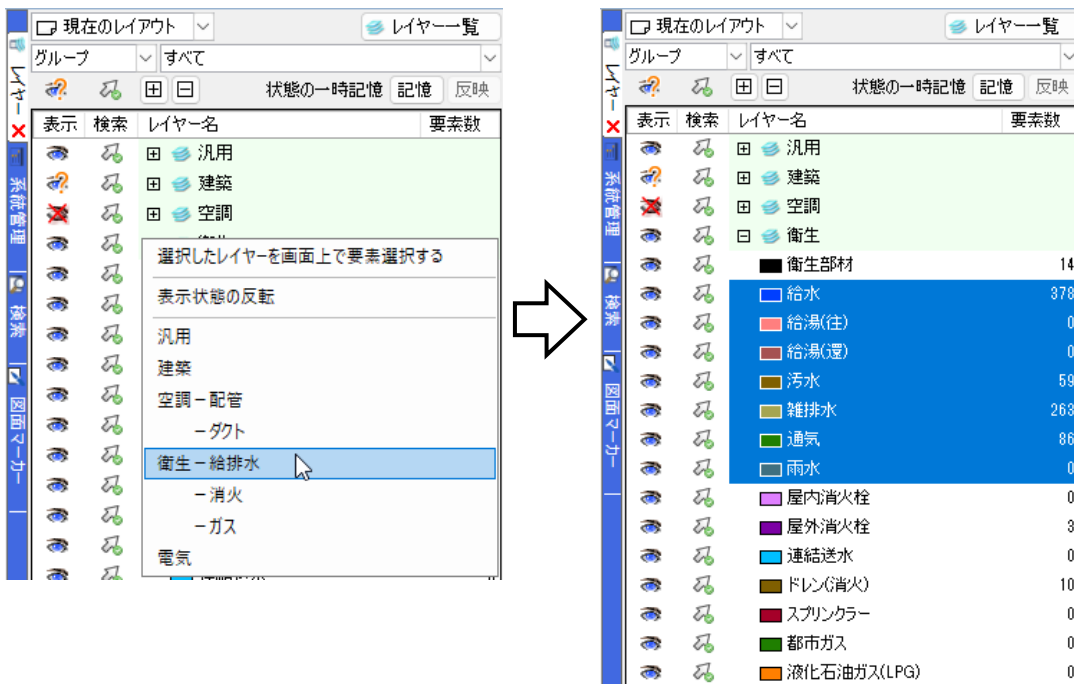 現在のレイアウト
レイヤー一覧
グループ
すべて
状態の一時記憶 記憶 反映
表示 検索 レイヤー名 要素数
汎用
建築
空調
選択したレイヤーを画面上で要素選択する
表示状態の反転
汎用
建築
空調－配管
－ダクト
衛生－給排水
－消火
－ガス
電気
レイヤー
系統管理
検索
図面マーカー
現在のレイアウト
レイヤー一覧
グループ
すべて
状態の一時記憶 記憶 反映
表示 検索 レイヤー名 要素数
汎用
建築
空調
衛生
衛生部材 14
給水 378
給湯(往) 0
給湯(還) 0
汚水 59
雑排水 263
通気 86
雨水 0
屋内消火栓 0
屋外消火栓 3
連結送水 0
ドレン(消火) 10
スプリンクラー 0
都市ガス 0
液化石油ガス(LPG) 0
レイヤー
系統管理
検索
図面マーカー